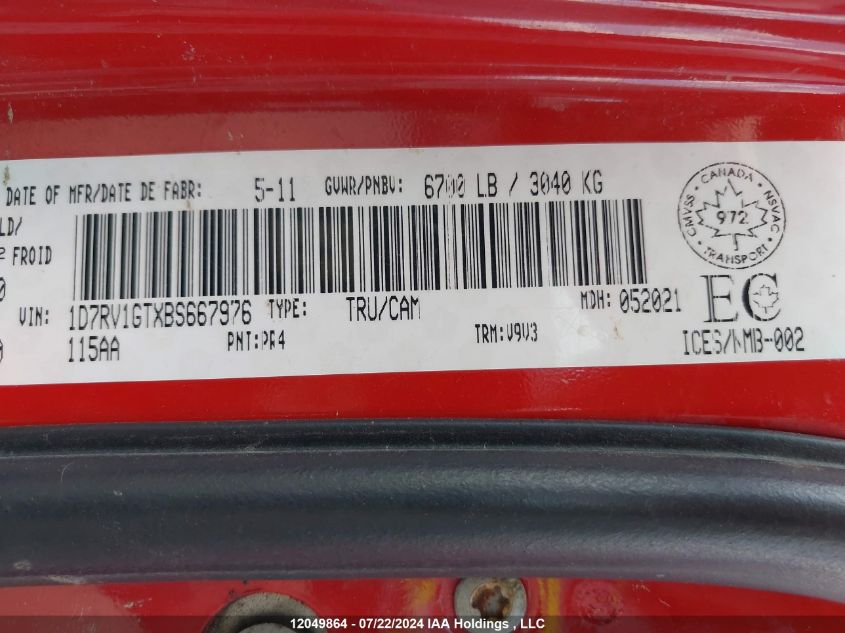 DATE OF MFR/DATE DE FABR: 5-11 GVWR/PNBV: 6700 LB / 3040 KG
LD/
FROID
0
VIN: 1D7RV1GTXBS667976 TYPE: TRU/CAM MDH: 052021
115AA PNT:PR4 TRM:V9V3
CMVSS - CANADA - NSVAC
972
TRANSPORT
EC
ICES/NMB-002
12049864 - 07/22/2024 IAA Holdings , LLC